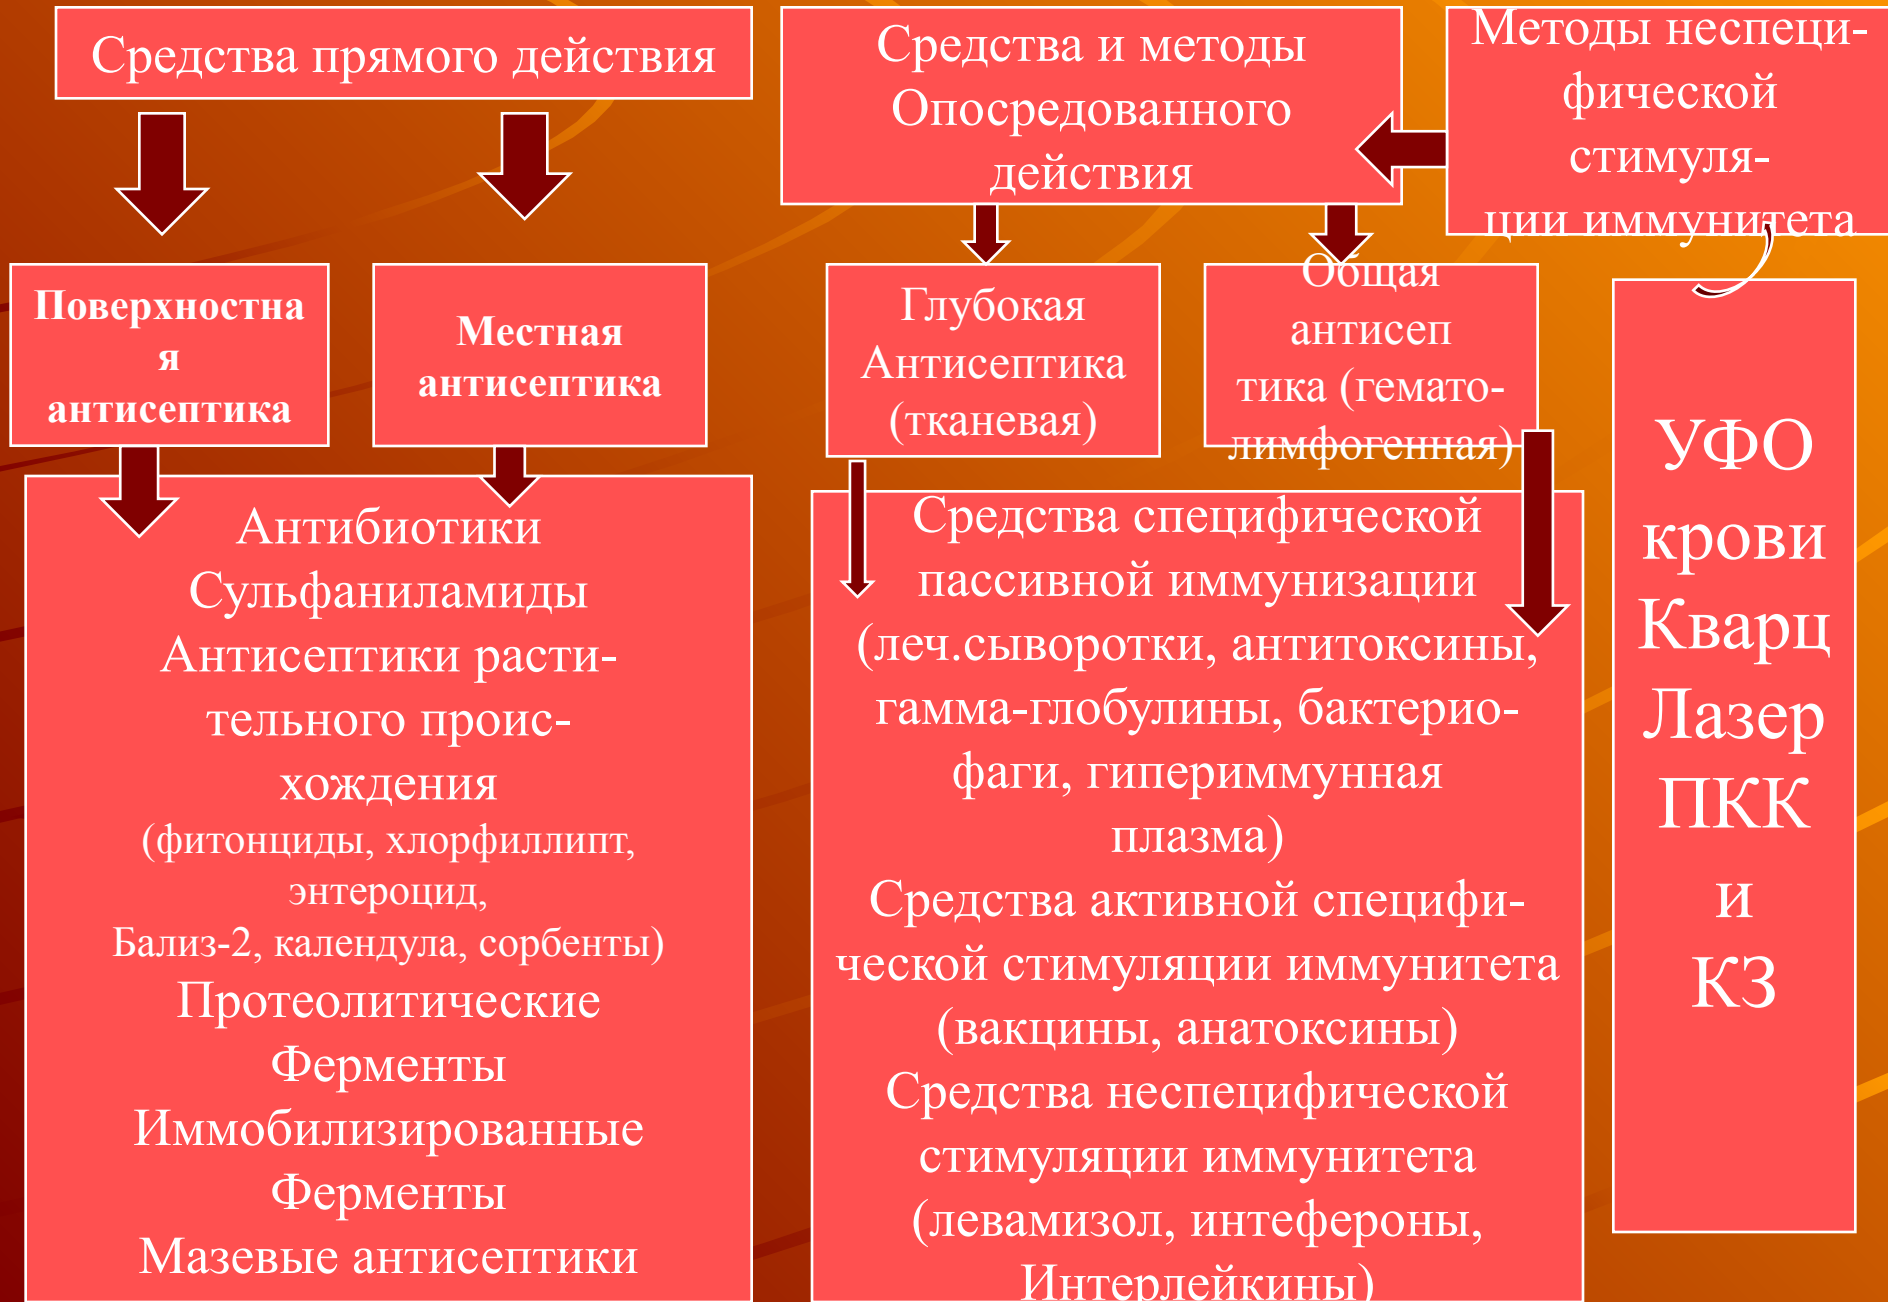 Средства прямого действия
Средства и методы
Опосредованного
действия
Методы неспеци-
фической
стимуля-
ции иммунитета
Поверхностна
я
антисептика
Местная
антисептика
Глубокая
Антисептика
(тканевая)
Общая
антисеп
тика (гемато-
лимфогенная)
Антибиотики
Сульфаниламиды
Антисептики расти-
тельного проис-
хождения
(фитонциды, хлорфиллипт,
энтероцид,
Бализ-2, календула, сорбенты)
Протеолитические
Ферменты
Иммобилизированные
Ферменты
Мазевые антисептики
Средства специфической
пассивной иммунизации
(леч.сыворотки, антитоксины,
гамма-глобулины, бактерио-
фаги, гипериммунная
плазма)
Средства активной специфи-
ческой стимуляции иммунитета
(вакцины, анатоксины)
Средства неспецифической
стимуляции иммунитета
(левамизол, интефероны,
Интерлейкины)
УФО
крови
Кварц
Лазер
ПКК
и
КЗ